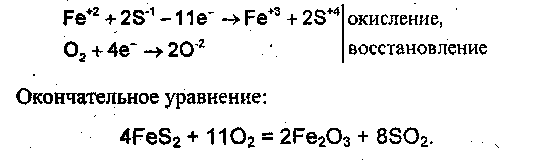 Fe⁺² + 2S⁻¹ – 11e⁻ → Fe⁺³ + 2S⁺⁴ | окисление,
O₂ + 4e⁻ → 2O⁻² | восстановление
Окончательное уравнение:
4FeS₂ + 11O₂ = 2Fe₂O₃ + 8SO₂.